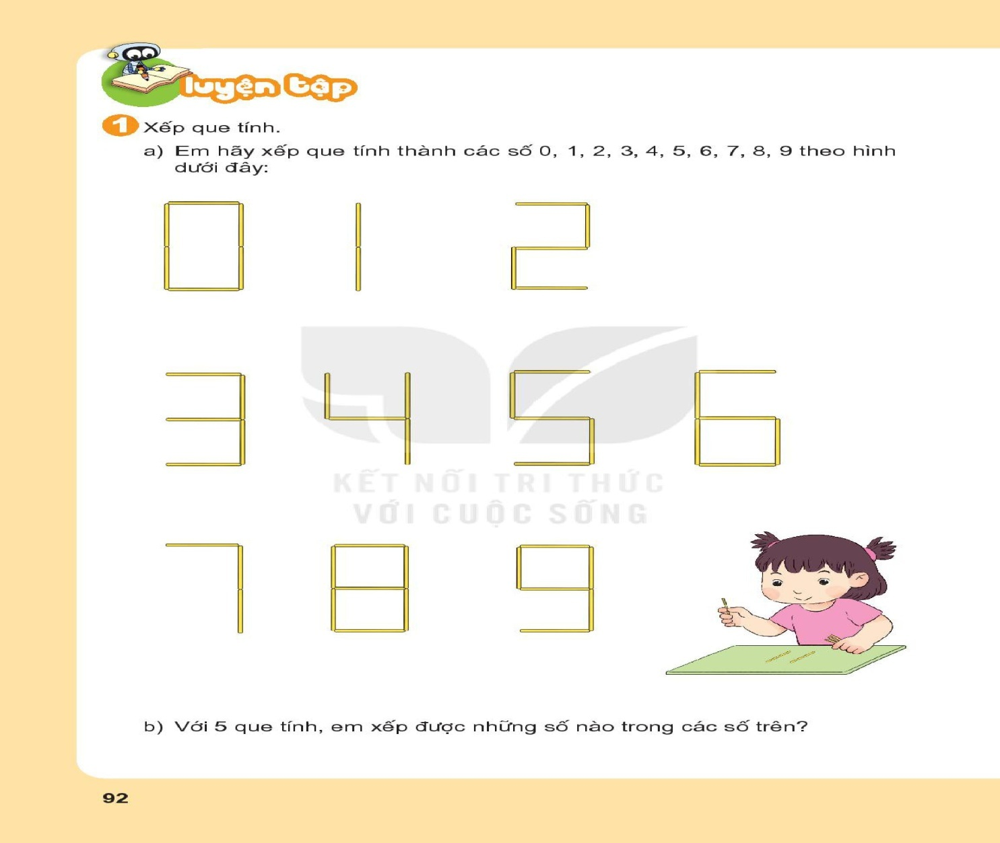 luyện tập
1 Xếp que tính.
a) Em hãy xếp que tính thành các số 0, 1, 2, 3, 4, 5, 6, 7, 8, 9 theo hình
dưới đây:
0 1 2
KẾT NỐI TRI THỨC
VỚI CUỘC SỐNG
3 4 5 6
7 8 9
b) Với 5 que tính, em xếp được những số nào trong các số trên?
92